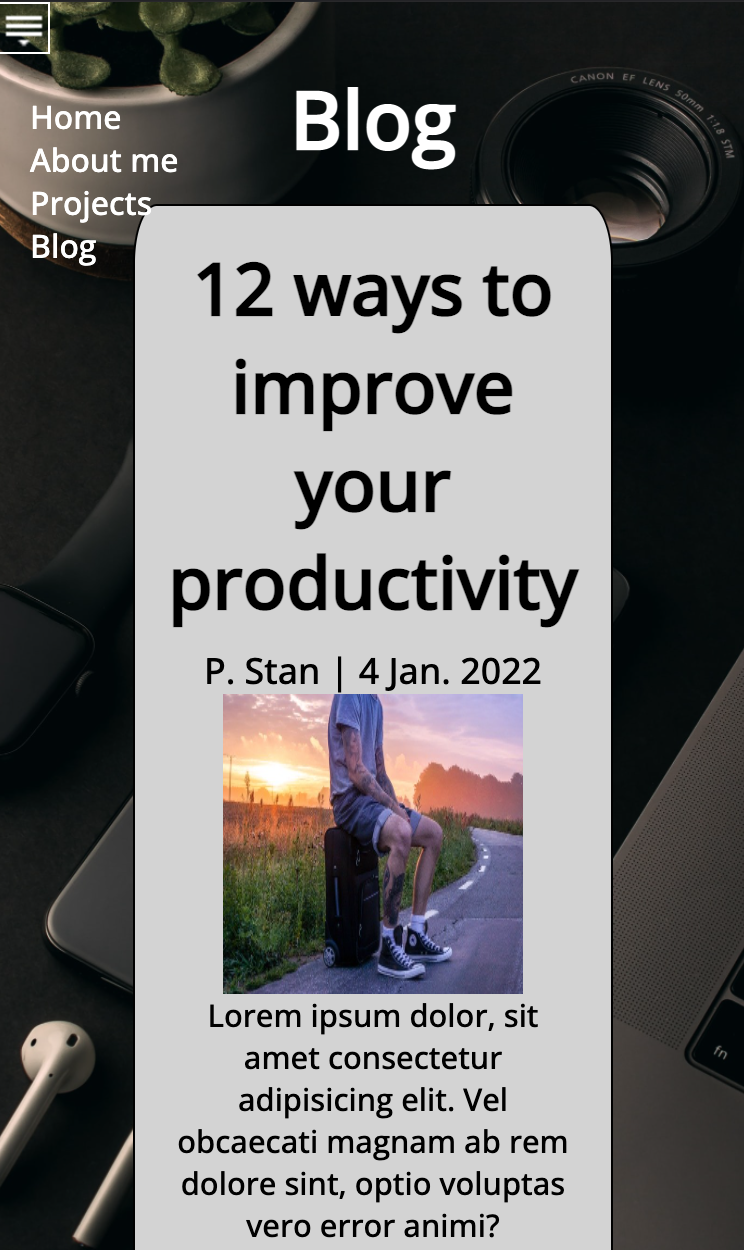 CANON EF LENS 50mm 1:1.8 STM
Blog
Home
About me
Projects
Blog
12 ways to
improve
your
productivity
P. Stan | 4 Jan. 2022
Lorem ipsum dolor, sit
amet consectetur
adipisicing elit. Vel
obcaecati magnam ab rem
dolore sint, optio voluptas
vero error animi?
fn